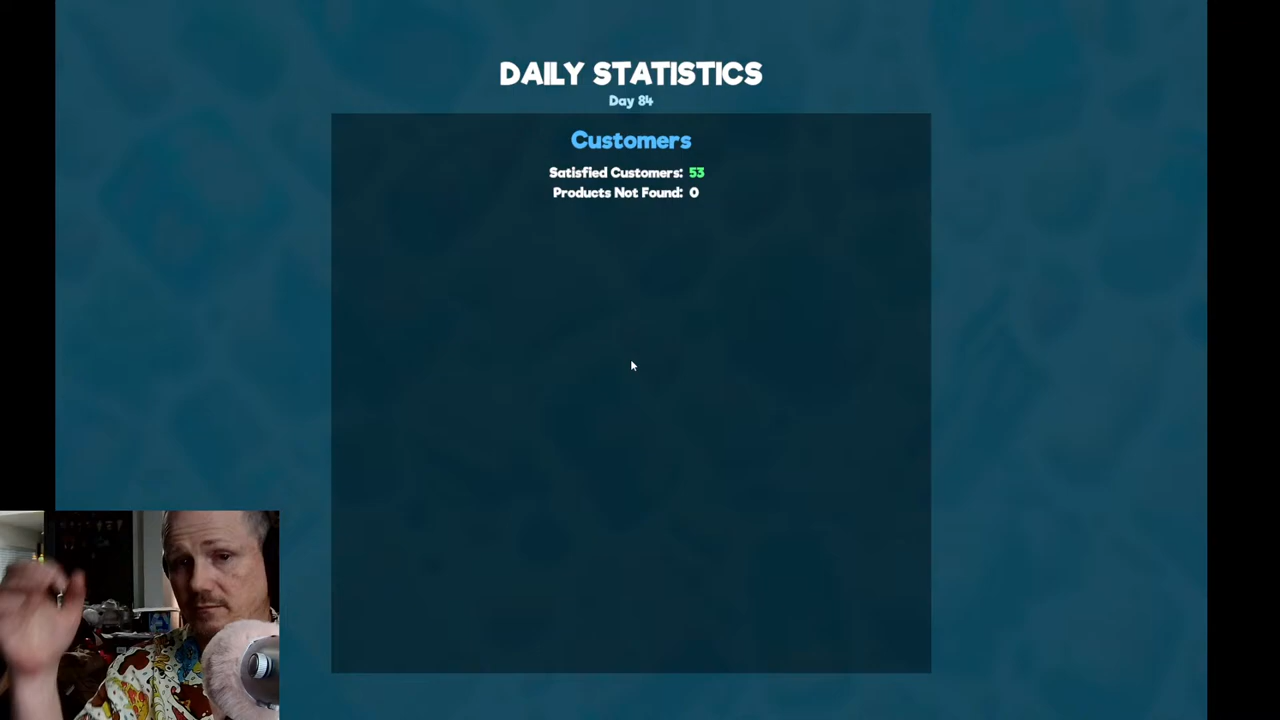 DAILY STATISTICS
Day 84
Customers
Satisfied Customers: 53
Products Not Found: 0